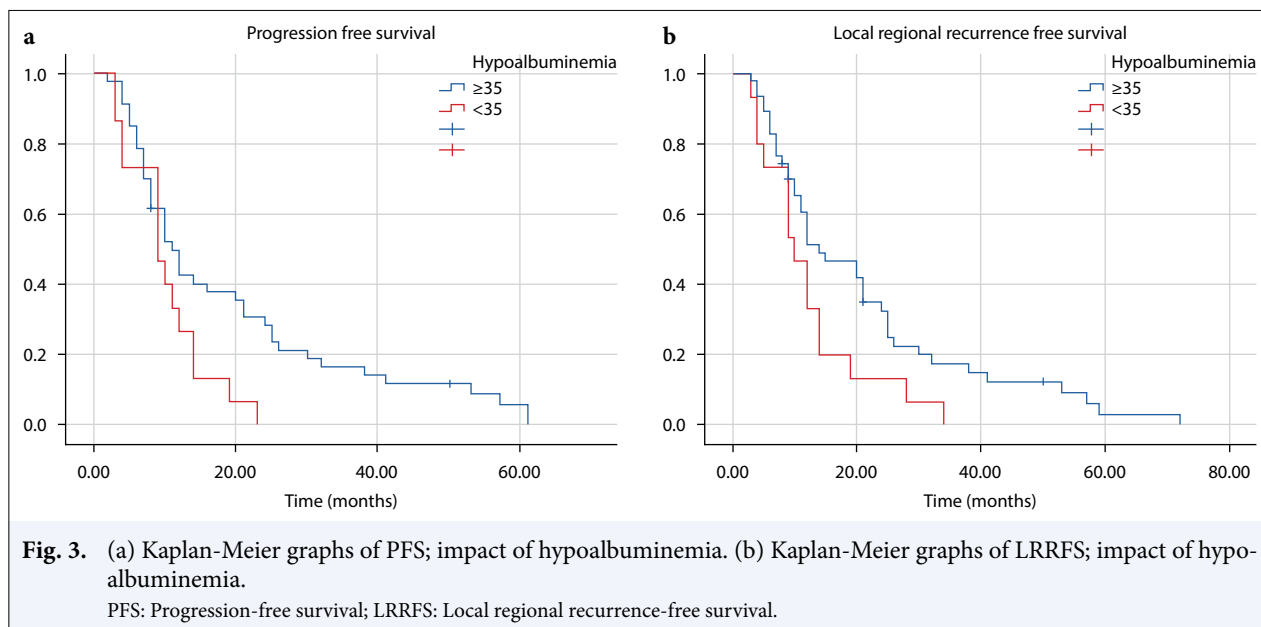 a
Progression free survival
Hypoalbuminemia
≥35
<35
1.0
0.8
0.6
0.4
0.2
0.0
0.00 20.00 40.00 60.00
Time (months)
b
Local regional recurrence free survival
Hypoalbuminemia
≥35
<35
1.0
0.8
0.6
0.4
0.2
0.0
0.00 20.00 40.00 60.00 80.00
Time (months)
Fig. 3. (a) Kaplan-Meier graphs of PFS; impact of hypoalbuminemia. (b) Kaplan-Meier graphs of LRRFS; impact of hypo-
albuminemia.
PFS: Progression-free survival; LRRFS: Local regional recurrence-free survival.